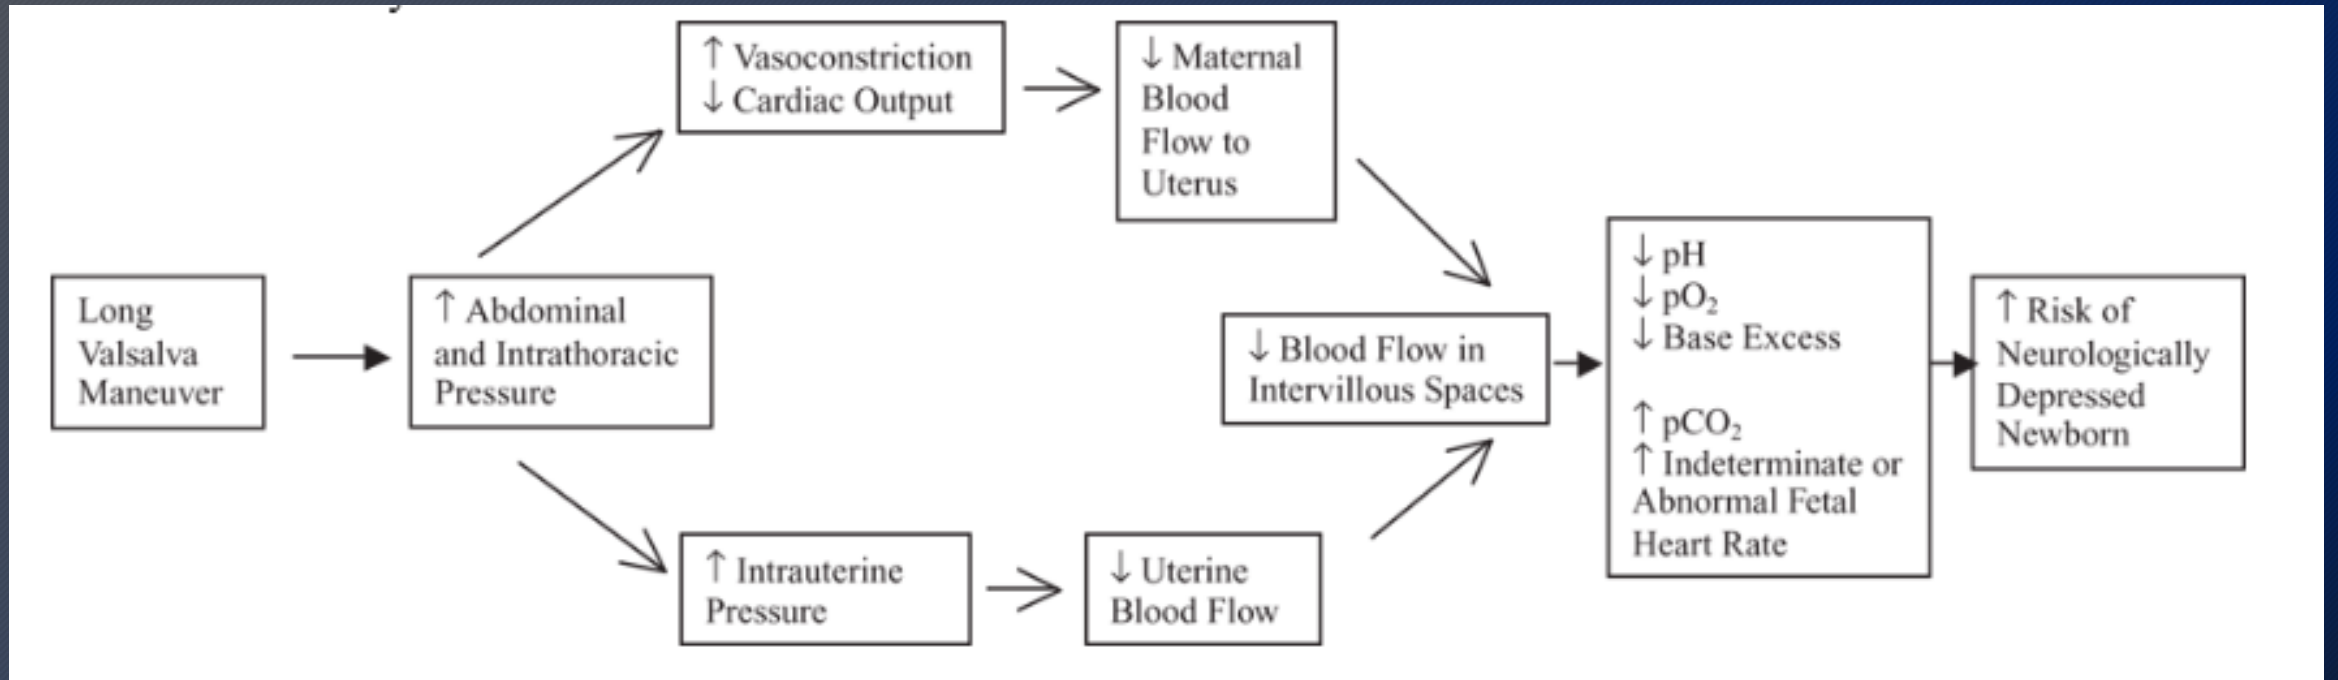 Long
Valsalva
Maneuver
↑ Abdominal
and Intrathoracic
Pressure
↑ Vasoconstriction
↓ Cardiac Output
↓ Maternal
Blood
Flow to
Uterus
↑ Intrauterine
Pressure
↓ Uterine
Blood Flow
↓ Blood Flow in
Intervillous Spaces
↓ pH
↓ pO₂
↓ Base Excess
↑ pCO₂
↑ Indeterminate or
Abnormal Fetal
Heart Rate
↑ Risk of
Neurologically
Depressed
Newborn